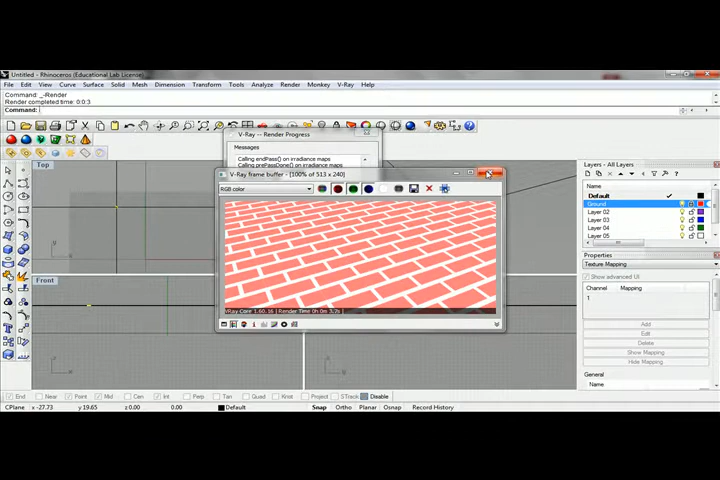 Untitled - Rhinoceros (Educational Lab License)
File Edit View Curve Surface Solid Mesh Dimension Transform Tools Analyze Render Monkey V-Ray Help
Command: _-Render
Render completed time: 0:0:3
Command:
V-Ray -- Render Progress
Messages
Calling endPass() on irradiance maps
Calling prePassDone() on irradiance maps
V-Ray frame buffer - [100% of 513 x 240]
RGB color
VRay Core 1.60.16 | Render Time 0h 0m 3.7s |
Top
Front
Layers - All Layers
Name
Default
Ground
Layer 02
Layer 03
Layer 04
Layer 05
Properties
Texture Mapping
Show advanced UI
Channel Mapping
1
Add
Edit
Delete
Show Mapping
Hide Mapping
General
Name
End Near Point Mid Cen Int Perp Tan Quad Knot Project STrack Disable
CPlane x -27.73 y 19.65 z 0.00 0.00 Default Snap Ortho Planar Osnap Record History